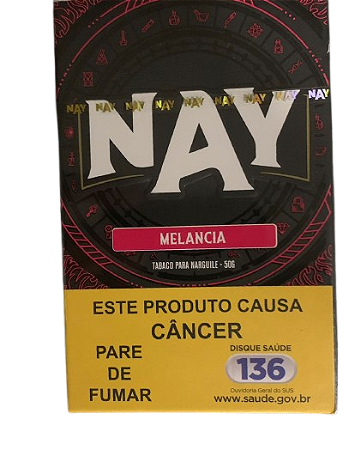 NAY NAY NAY NAY NAY NAY NAY NAY NAY
NAY
MELANCIA
TABACO PARA NARGUILE - 50G
ESTE PRODUTO CAUSA
CÂNCER
PARE
DE
FUMAR
DISQUE SAÚDE
136
Ouvidoria Geral do SUS
www.saude.gov.br